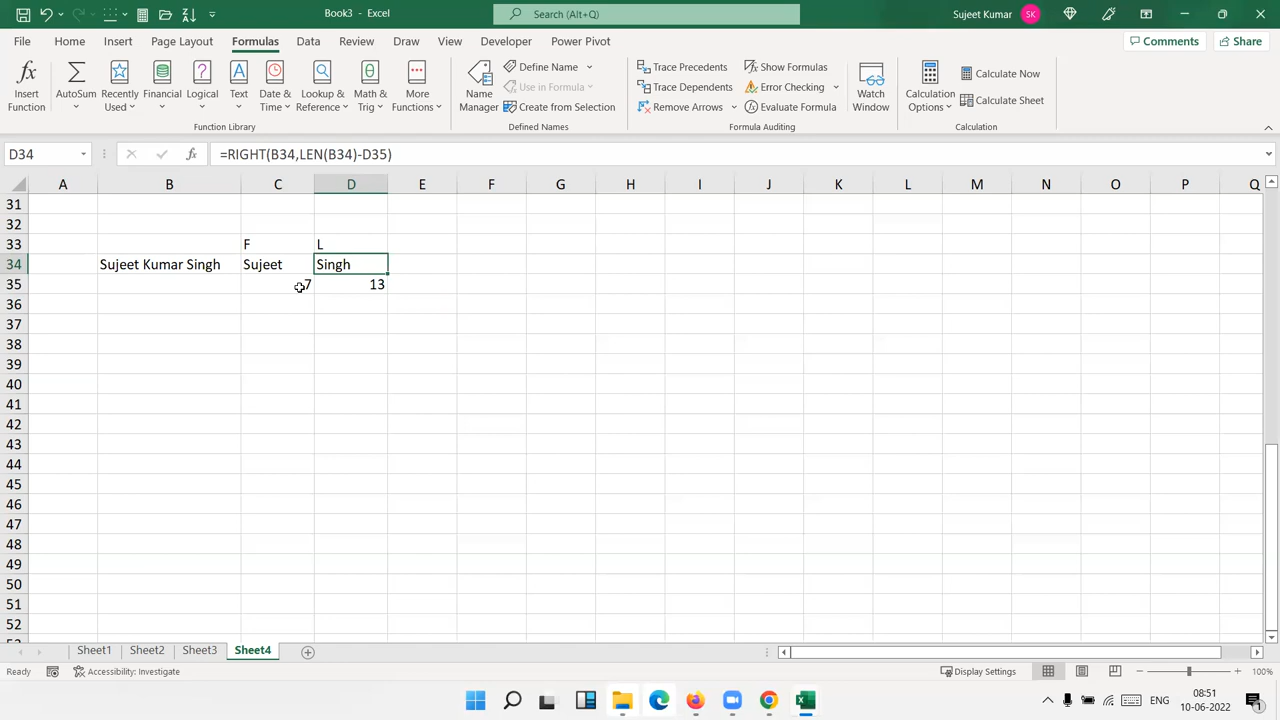 Book3 - Excel
Search (Alt+Q)
Sujeet Kumar
SK
File Home Insert Page Layout Formulas Data Review View Draw Developer Power Pivot
Comments
Share
Insert Function
AutoSum
Recently Used
Financial
Logical
Text
Date & Time
Lookup & Reference
Math & Trig
More Functions
Function Library
Name Manager
Define Name
Use in Formula
Create from Selection
Defined Names
Trace Precedents
Trace Dependents
Remove Arrows
Show Formulas
Error Checking
Evaluate Formula
Formula Auditing
Watch Window
Calculation Options
Calculate Now
Calculate Sheet
Calculation
D34
fx
=RIGHT(B34,LEN(B34)-D35)
A B C D E F G H I J K L M N O P Q
31
32
33 F L
34 Sujeet Kumar Singh Sujeet Singh
35 7 13
36
37
38
39
40
41
42
43
44
45
46
47
48
49
50
51
52
53
Sheet1 Sheet2 Sheet3 Sheet4
Ready
Accessibility: Investigate
Display Settings
100%
ENG
08:51
10-06-2022
1